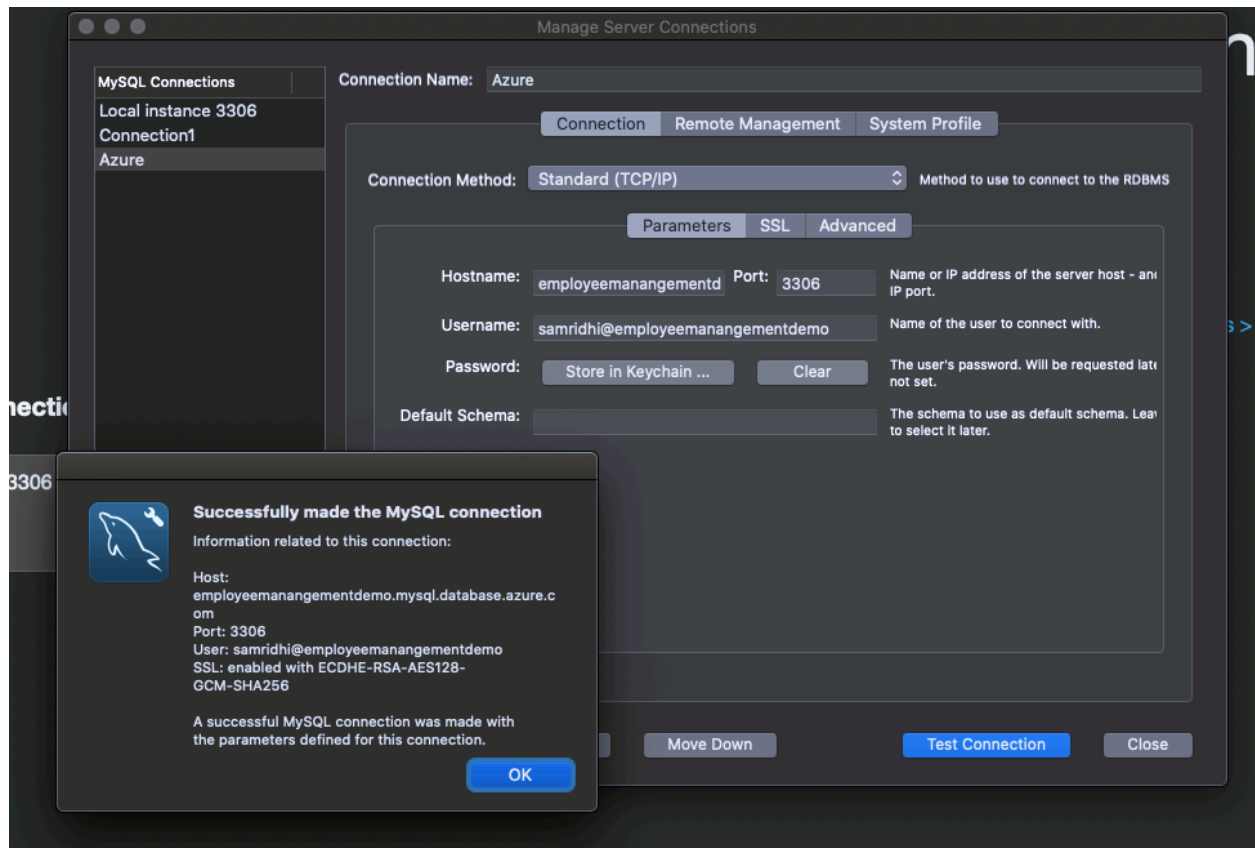 Manage Server Connections
MySQL Connections
Local instance 3306
Connection1
Azure
Connection Name: Azure
Connection Remote Management System Profile
Connection Method: Standard (TCP/IP) Method to use to connect to the RDBMS
Parameters SSL Advanced
Hostname: employeemanangementd Port: 3306 Name or IP address of the server host - and
IP port.
Username: samridhi@employeemanangementdemo Name of the user to connect with.
Password: Store in Keychain ... Clear The user's password. Will be requested late
not set.
Default Schema: The schema to use as default schema. Leav
to select it later.
3306
Successfully made the MySQL connection
Information related to this connection:
Host:
employeemanangementdemo.mysql.database.azure.c
om
Port: 3306
User: samridhi@employeemanangementdemo
SSL: enabled with ECDHE-RSA-AES128-
GCM-SHA256
A successful MySQL connection was made with
the parameters defined for this connection.
OK
Move Down Test Connection Close